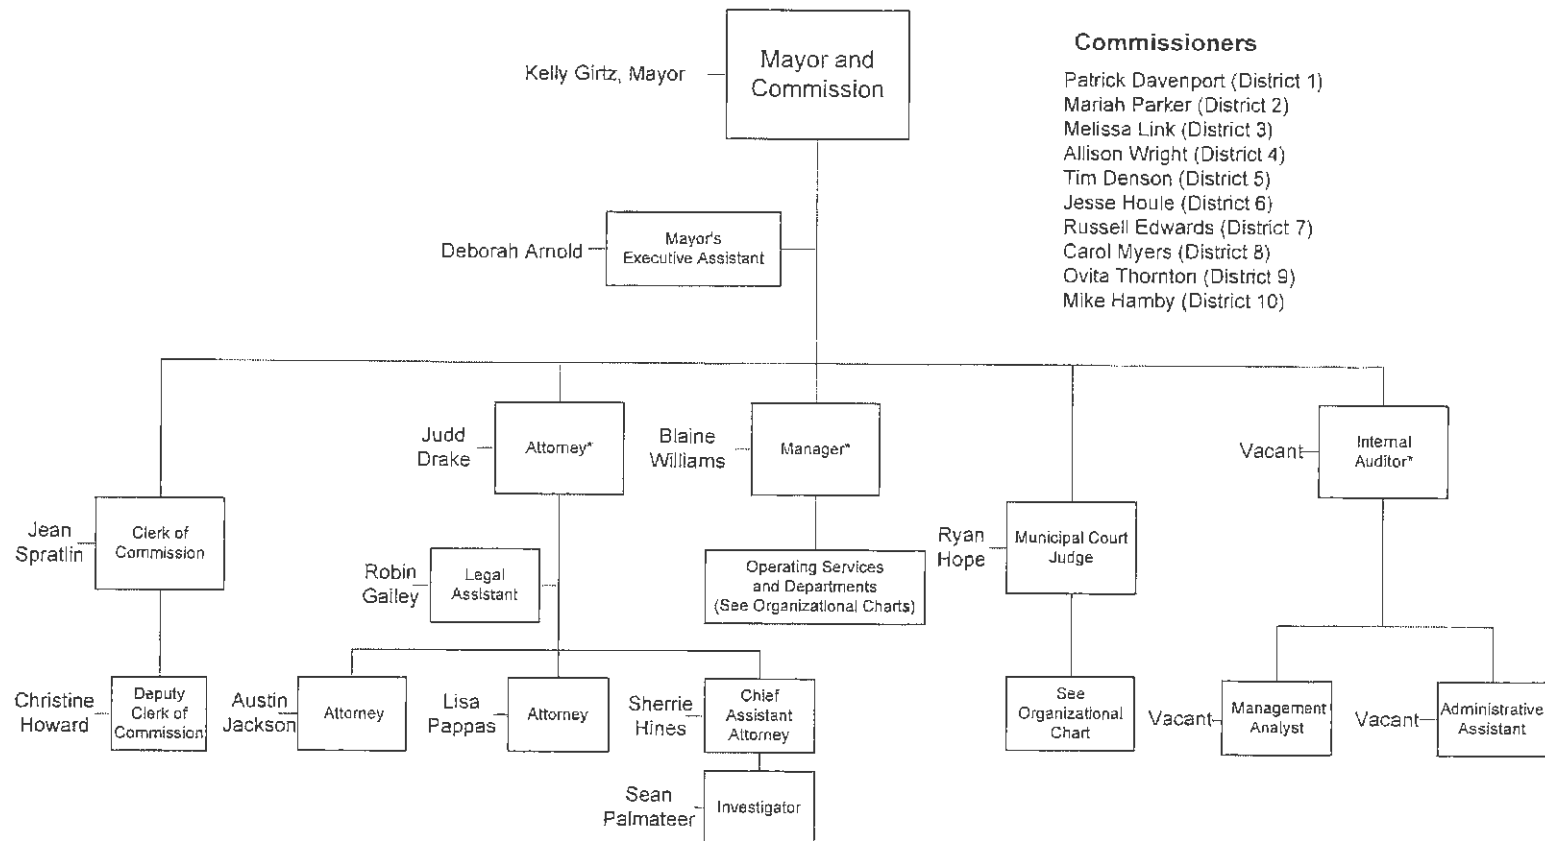 Commissioners
Kelly Girtz, Mayor
Mayor and
Commission
Patrick Davenport (District 1)
Mariah Parker (District 2)
Melissa Link (District 3)
Allison Wright (District 4)
Tim Denson (District 5)
Jesse Houle (District 6)
Russell Edwards (District 7)
Carol Myers (District 8)
Ovita Thornton (District 9)
Mike Hamby (District 10)
Deborah Arnold
Mayor's
Executive Assistant
Judd
Drake
Attorney*
Blaine
Williams
Manager*
Vacant
Internal
Auditor*
Jean
Spratlin
Clerk of
Commission
Robin
Gailey
Legal
Assistant
Operating Services
and Departments
(See Organizational Charts)
Ryan
Hope
Municipal Court
Judge
Christine
Howard
Deputy
Clerk of
Commission
Austin
Jackson
Attorney
Lisa
Pappas
Attorney
Sherrie
Hines
Chief
Assistant
Attorney
See
Organizational
Chart
Vacant
Management
Analyst
Vacant
Administrative
Assistant
Sean
Palmateer
Investigator